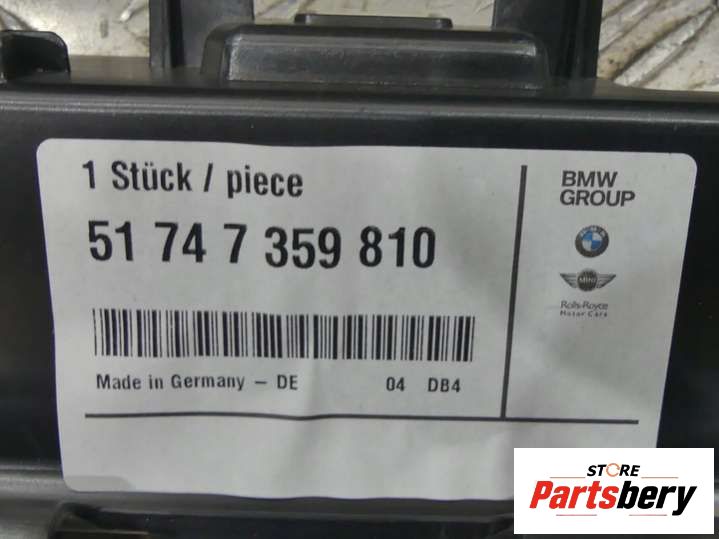 1 Stück / piece
51 74 7 359 810
Made in Germany – DE 04 DB4
BMW
GROUP
MINI
Rolls-Royce
Motor Cars
STORE
Partsbery